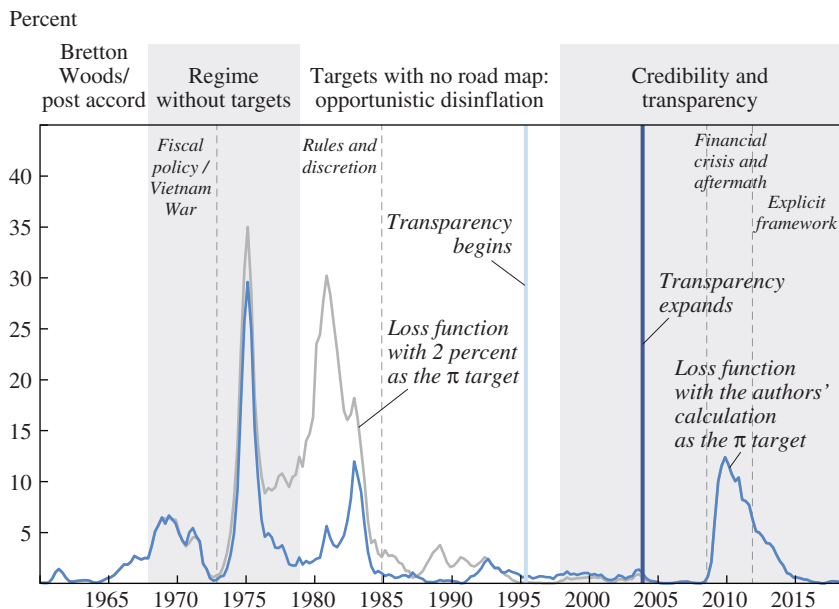 Percent
Bretton
Woods/
post accord
Regime
without targets
Targets with no road map:
opportunistic disinflation
Credibility and
transparency
Fiscal
policy /
Vietnam
War
Rules and
discretion
Financial
crisis and
aftermath
Explicit
framework
Transparency
begins
Transparency
expands
Loss function
with 2 percent
as the π target
Loss function
with the authors’
calculation
as the π target
40
35
30
25
20
15
10
5
1965 1970 1975 1980 1985 1990 1995 2000 2005 2010 2015